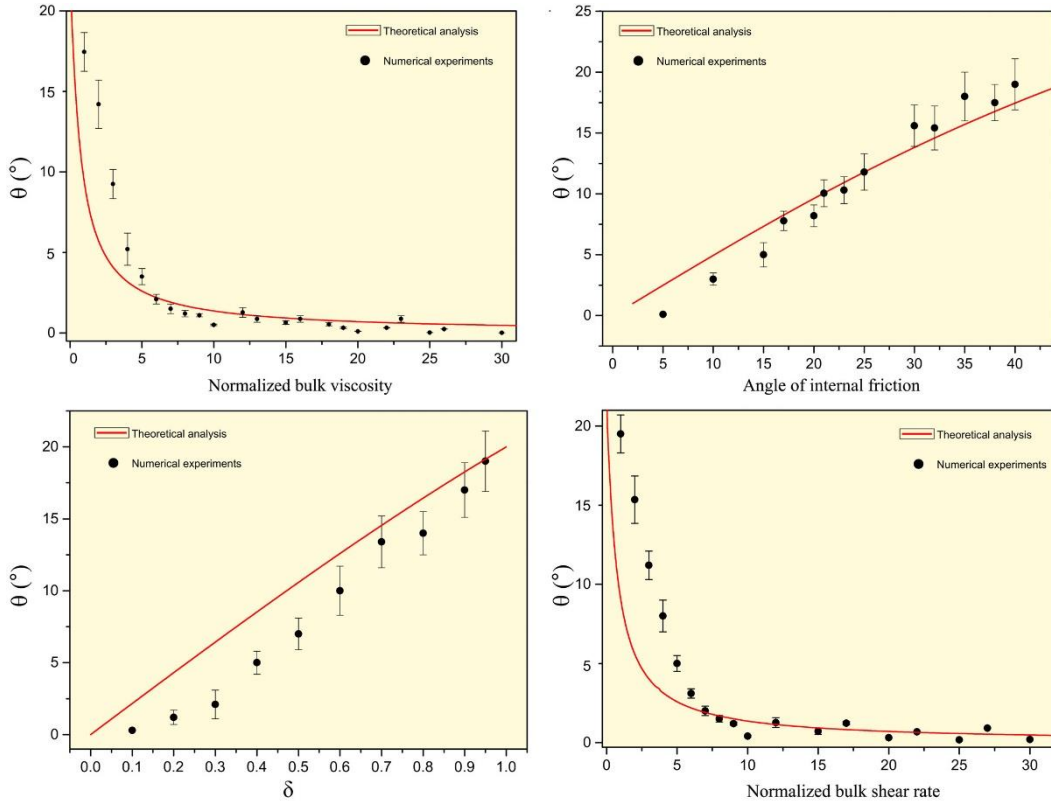 20
15
10
5
0
θ (°)
Theoretical analysis
Numerical experiments
0 5 10 15 20 25 30
Normalized bulk viscosity
25
20
15
10
5
0
θ (°)
Theoretical analysis
Numerical experiments
0 5 10 15 20 25 30 35 40
Angle of internal friction
20
15
10
5
0
θ (°)
Theoretical analysis
Numerical experiments
0.0 0.1 0.2 0.3 0.4 0.5 0.6 0.7 0.8 0.9 1.0
δ
20
15
10
5
0
θ (°)
Theoretical analysis
Numerical experiments
0 5 10 15 20 25 30
Normalized bulk shear rate